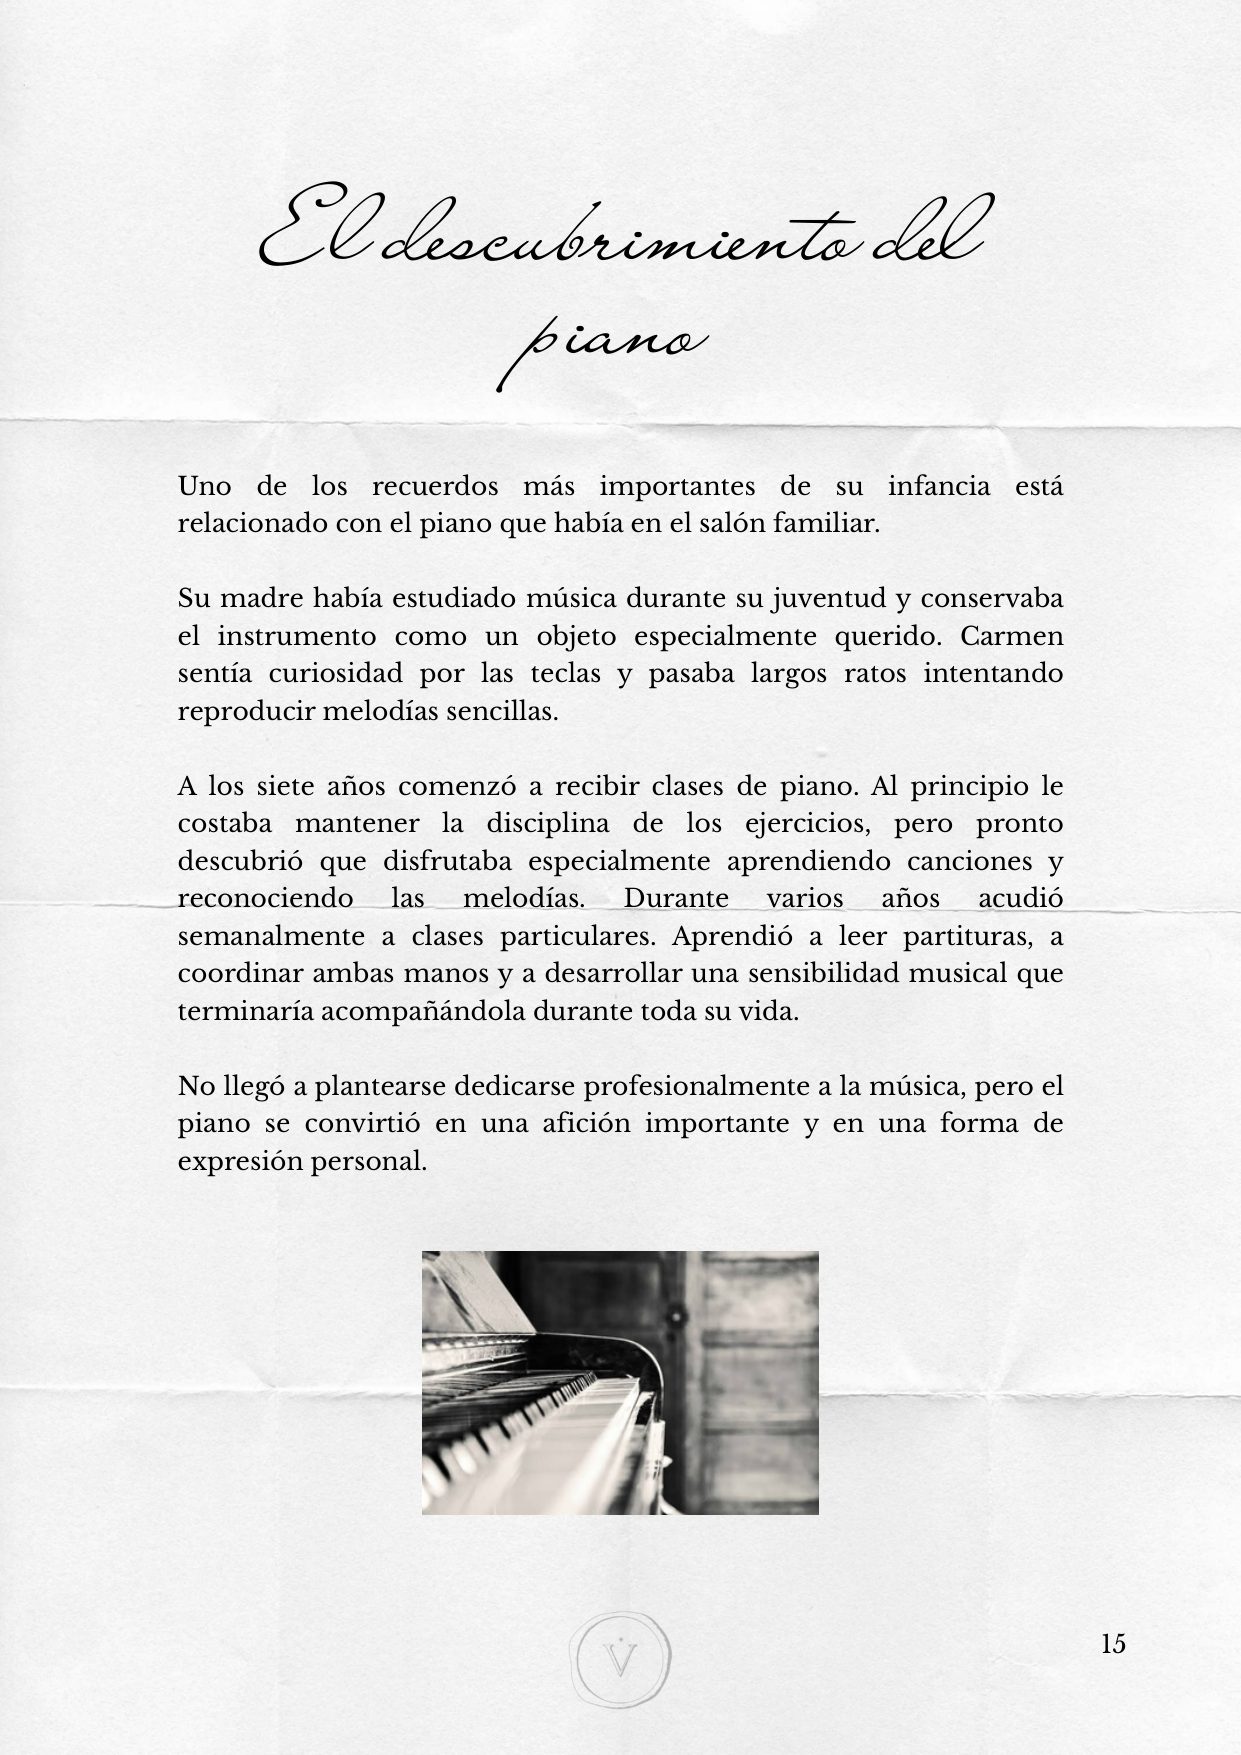 El descubrimiento del
piano
Uno de los recuerdos más importantes de su infancia está
relacionado con el piano que había en el salón familiar.
Su madre había estudiado música durante su juventud y conservaba
el instrumento como un objeto especialmente querido. Carmen
sentía curiosidad por las teclas y pasaba largos ratos intentando
reproducir melodías sencillas.
A los siete años comenzó a recibir clases de piano. Al principio le
costaba mantener la disciplina de los ejercicios, pero pronto
descubrió que disfrutaba especialmente aprendiendo canciones y
reconociendo las melodías. Durante varios años acudió
semanalmente a clases particulares. Aprendió a leer partituras, a
coordinar ambas manos y a desarrollar una sensibilidad musical que
terminaría acompañándola durante toda su vida.
No llegó a plantearse dedicarse profesionalmente a la música, pero el
piano se convirtió en una afición importante y en una forma de
expresión personal.
V
15